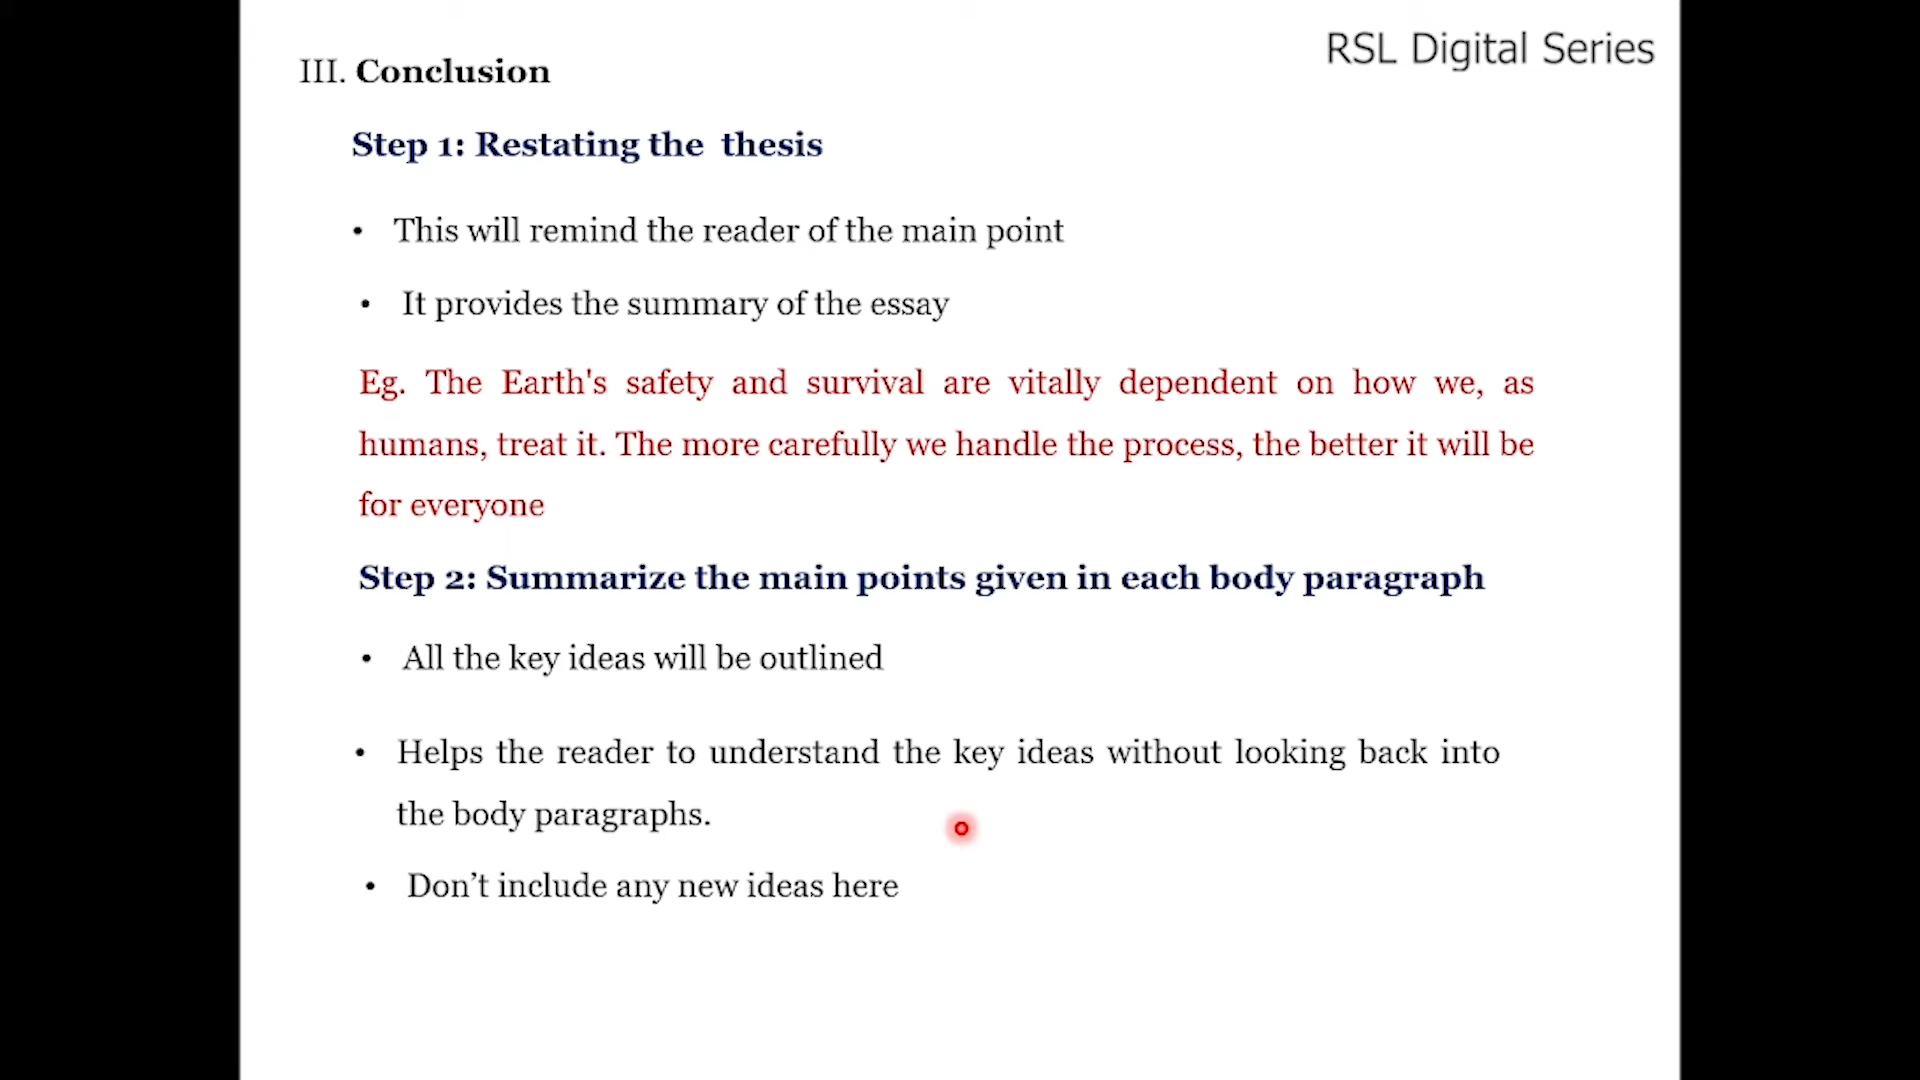 RSL Digital Series
III. Conclusion
Step 1: Restating the thesis
• This will remind the reader of the main point
• It provides the summary of the essay
Eg. The Earth's safety and survival are vitally dependent on how we, as
humans, treat it. The more carefully we handle the process, the better it will be
for everyone
Step 2: Summarize the main points given in each body paragraph
• All the key ideas will be outlined
• Helps the reader to understand the key ideas without looking back into
the body paragraphs.
• Don’t include any new ideas here